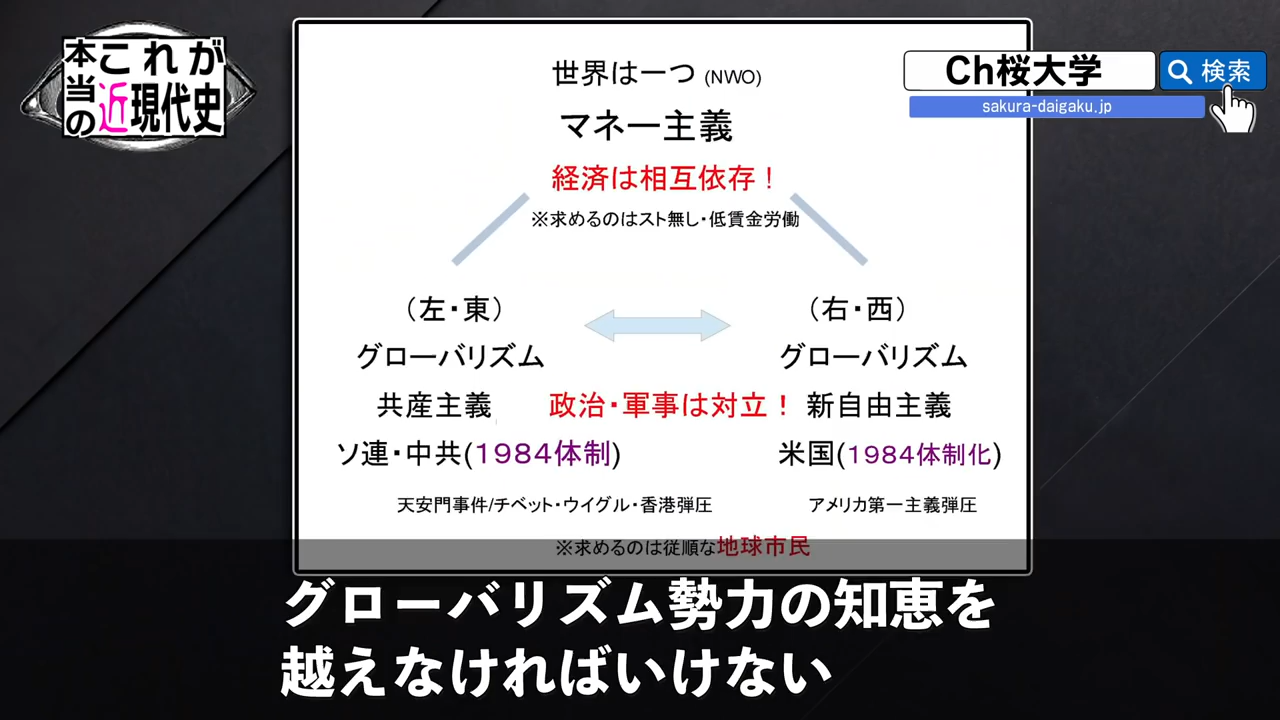 これが
本当の
近現代史
Ch桜大学
検索
sakura-daigaku.jp
世界は一つ (NWO)
マネー主義
経済は相互依存！
※求めるのはスト無し・低賃金労働
（左・東）
（右・西）
グローバリズム
グローバリズム
共産主義
政治・軍事は対立！
新自由主義
ソ連・中共(1984体制)
米国(1984体制化)
天安門事件/チベット・ウイグル・香港弾圧
アメリカ第一主義弾圧
※求めるのは従順な地球市民
グローバリズム勢力の知恵を
越えなければいけない